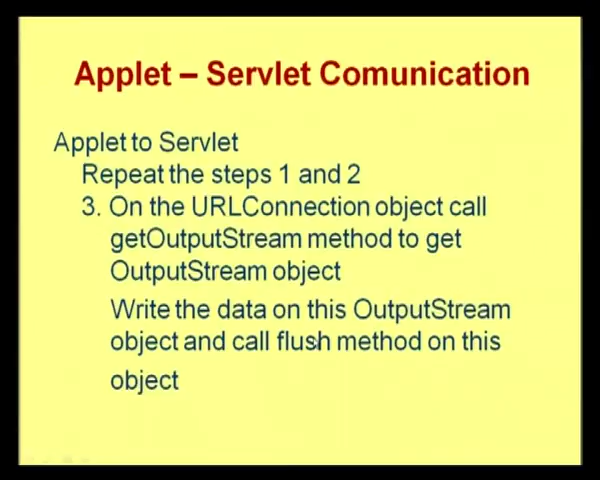 Applet – Servlet Comunication
Applet to Servlet
Repeat the steps 1 and 2
3. On the URLConnection object call
getOutputStream method to get
OutputStream object
Write the data on this OutputStream
object and call flush method on this
object